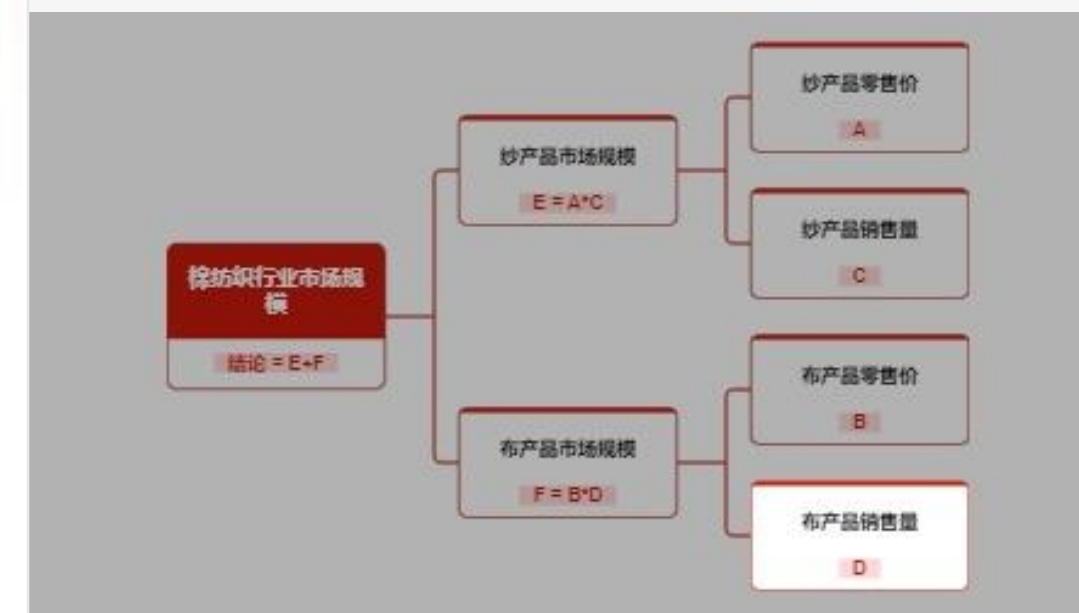 棉纺织行业市场规
模
结论 = E+F
纱产品市场规模
E = A*C
纱产品零售价
A
纱产品销售量
C
布产品市场规模
F = B*D
布产品零售价
B
布产品销售量
D